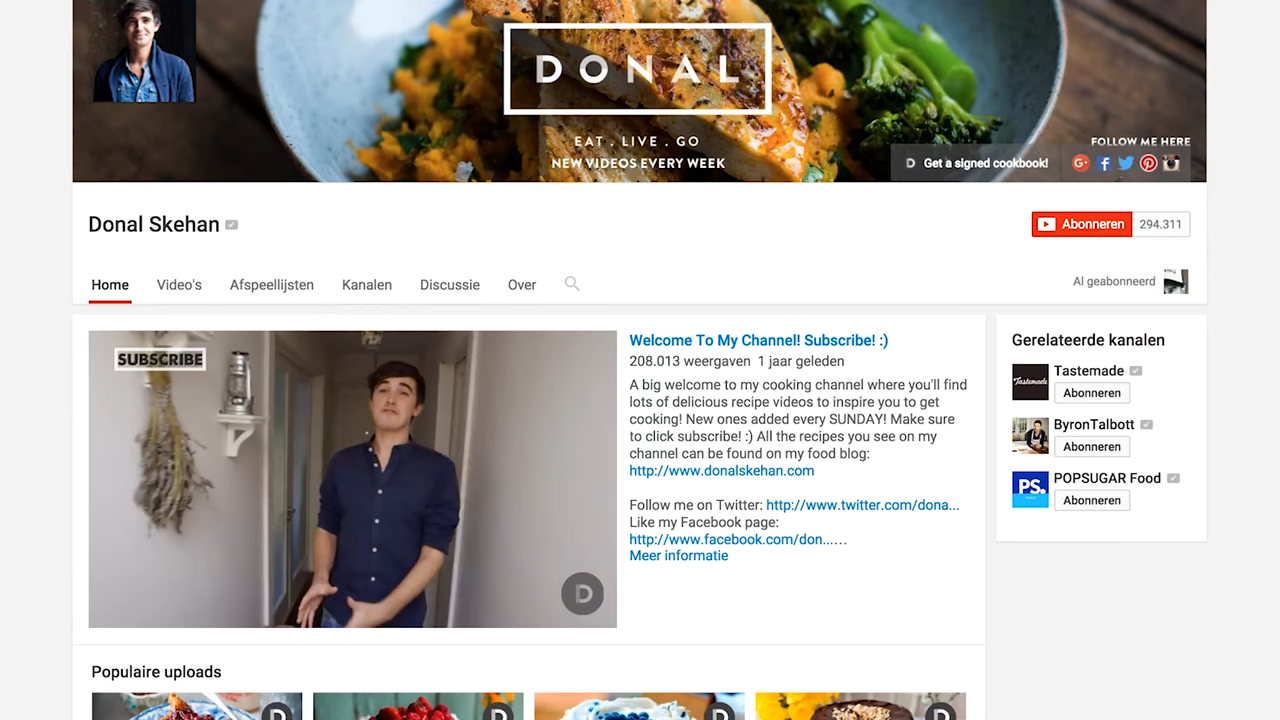 DONAL
EAT . LIVE . GO
NEW VIDEOS EVERY WEEK
FOLLOW ME HERE
D Get a signed cookbook!
Donal Skehan
Abonneren 294.311
Home Video's Afspeellijsten Kanalen Discussie Over
Al geabonneerd
SUBSCRIBE
D
Welcome To My Channel! Subscribe! :)
208.013 weergaven 1 jaar geleden
A big welcome to my cooking channel where you'll find
lots of delicious recipe videos to inspire you to get
cooking! New ones added every SUNDAY! Make sure
to click subscribe! :) All the recipes you see on my
channel can be found on my food blog:
http://www.donalskehan.com
Follow me on Twitter: http://www.twitter.com/dona...
Like my Facebook page:
http://www.facebook.com/don......
Meer informatie
Gerelateerde kanalen
Tastemade
Tastemade
Abonneren
ByronTalbott
Abonneren
PS.
FOOD
POPSUGAR Food
Abonneren
Populaire uploads
D D D D